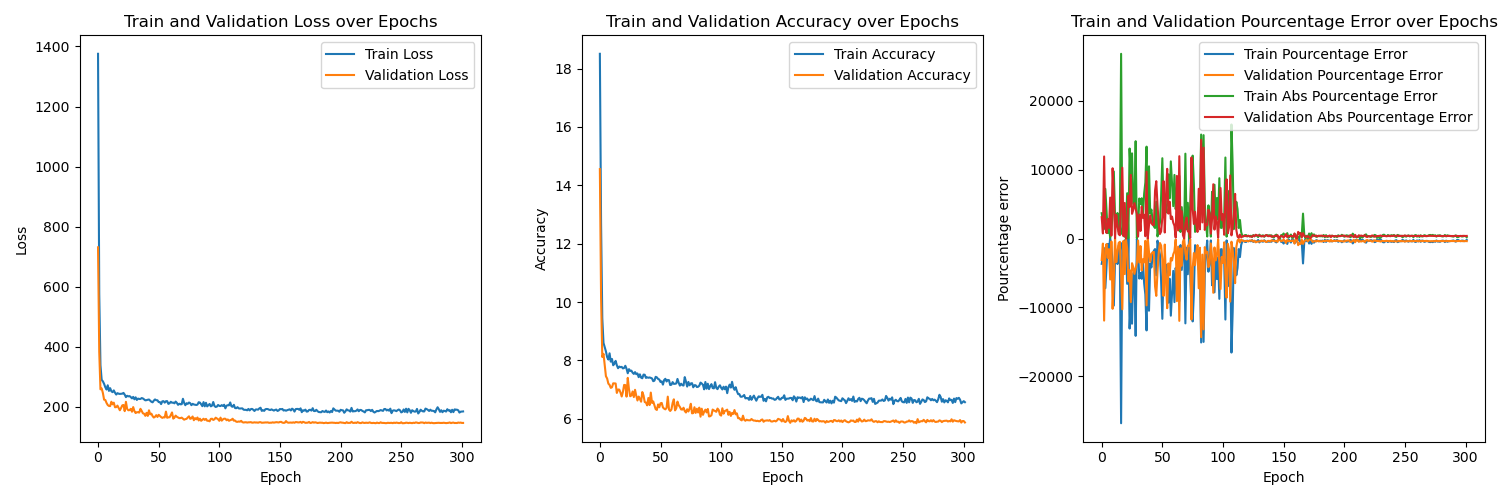 Train and Validation Loss over Epochs
Loss
1400
1200
1000
800
600
400
200
0
50
100
150
200
250
300
Epoch
Train Loss
Validation Loss
Train and Validation Accuracy over Epochs
Accuracy
18
16
14
12
10
8
6
0
50
100
150
200
250
300
Epoch
Train Accuracy
Validation Accuracy
Train and Validation Pourcentage Error over Epochs
Pourcentage error
20000
10000
0
−10000
−20000
0
50
100
150
200
250
300
Epoch
Train Pourcentage Error
Validation Pourcentage Error
Train Abs Pourcentage Error
Validation Abs Pourcentage Error